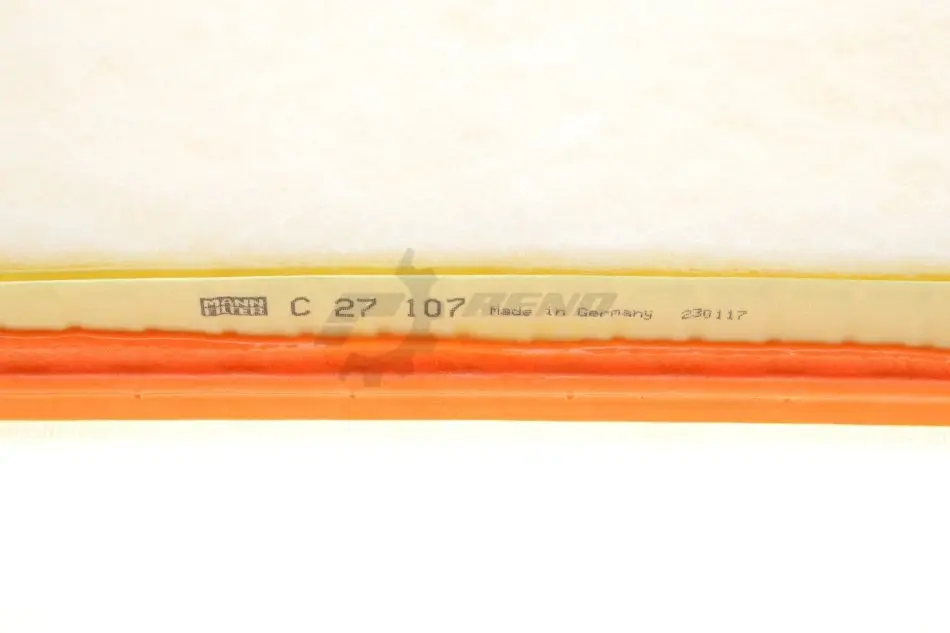 MANN FILTER C 27 107 Made in Germany 230117
RENO